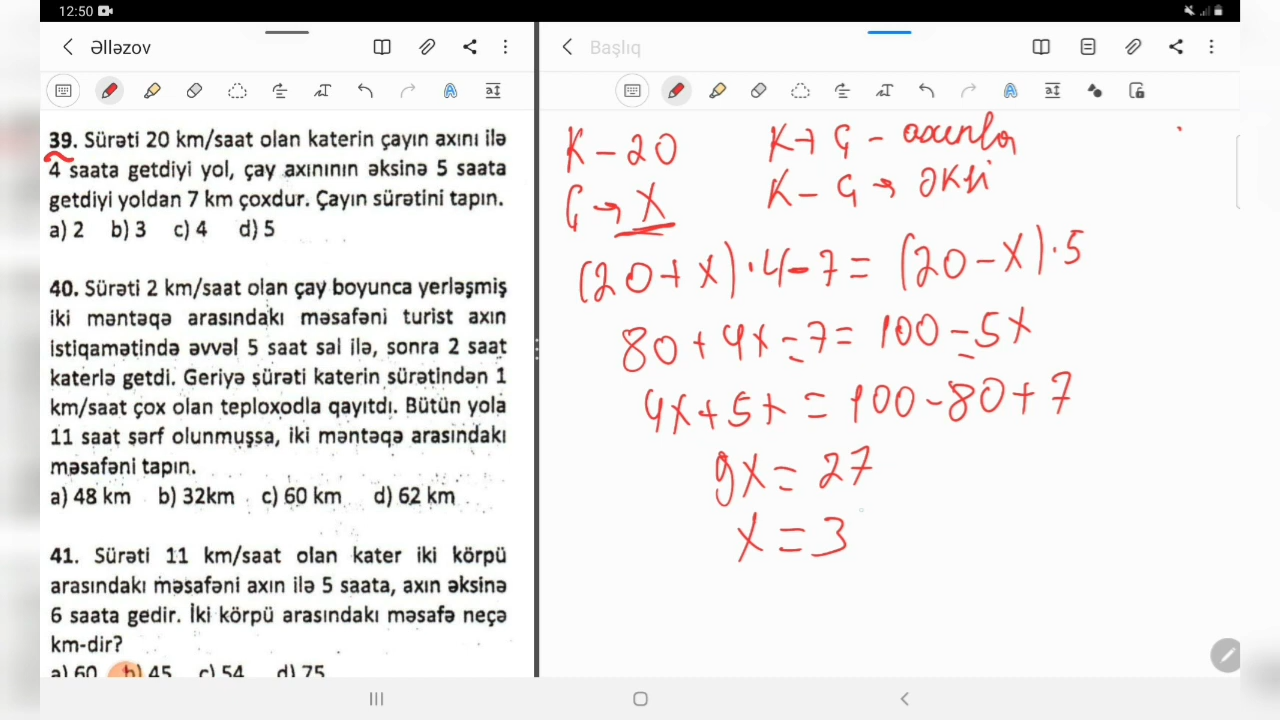 12:50
Əlləzov
Başlıq
39. Sürəti 20 km/saat olan katerin çayın axını ilə
4 saata getdiyi yol, çay axınının əksinə 5 saata
getdiyi yoldan 7 km çoxdur. Çayın sürətini tapın.
a) 2 b) 3 c) 4 d) 5
40. Sürəti 2 km/saat olan çay boyunca yerləşmiş
iki məntəqə arasındakı məsafəni turist axın
istiqamətində əvvəl 5 saat sal ilə, sonra 2 saat
katerlə getdi. Geriyə sürəti katerin sürətindən 1
km/saat çox olan teploxodla qayıtdı. Bütün yola
11 saat sərf olunmuşsa, iki məntəqə arasındakı
məsafəni tapın.
a) 48 km b) 32km c) 60 km d) 62 km
41. Sürəti 11 km/saat olan kater iki körpü
arasındakı məsafəni axın ilə 5 saata, axın əksinə
6 saata gedir. İki körpü arasındakı məsafə neçə
km-dir?
a) 60 b) 45 c) 54 d) 75
K - 20
Ç → X
K + Ç - axınla
K - Ç → əksi
(20 + X) · 4 - 7 = (20 - X) · 5
80 + 4X - 7 = 100 - 5X
4X + 5X = 100 - 80 + 7
9X = 27
X = 3